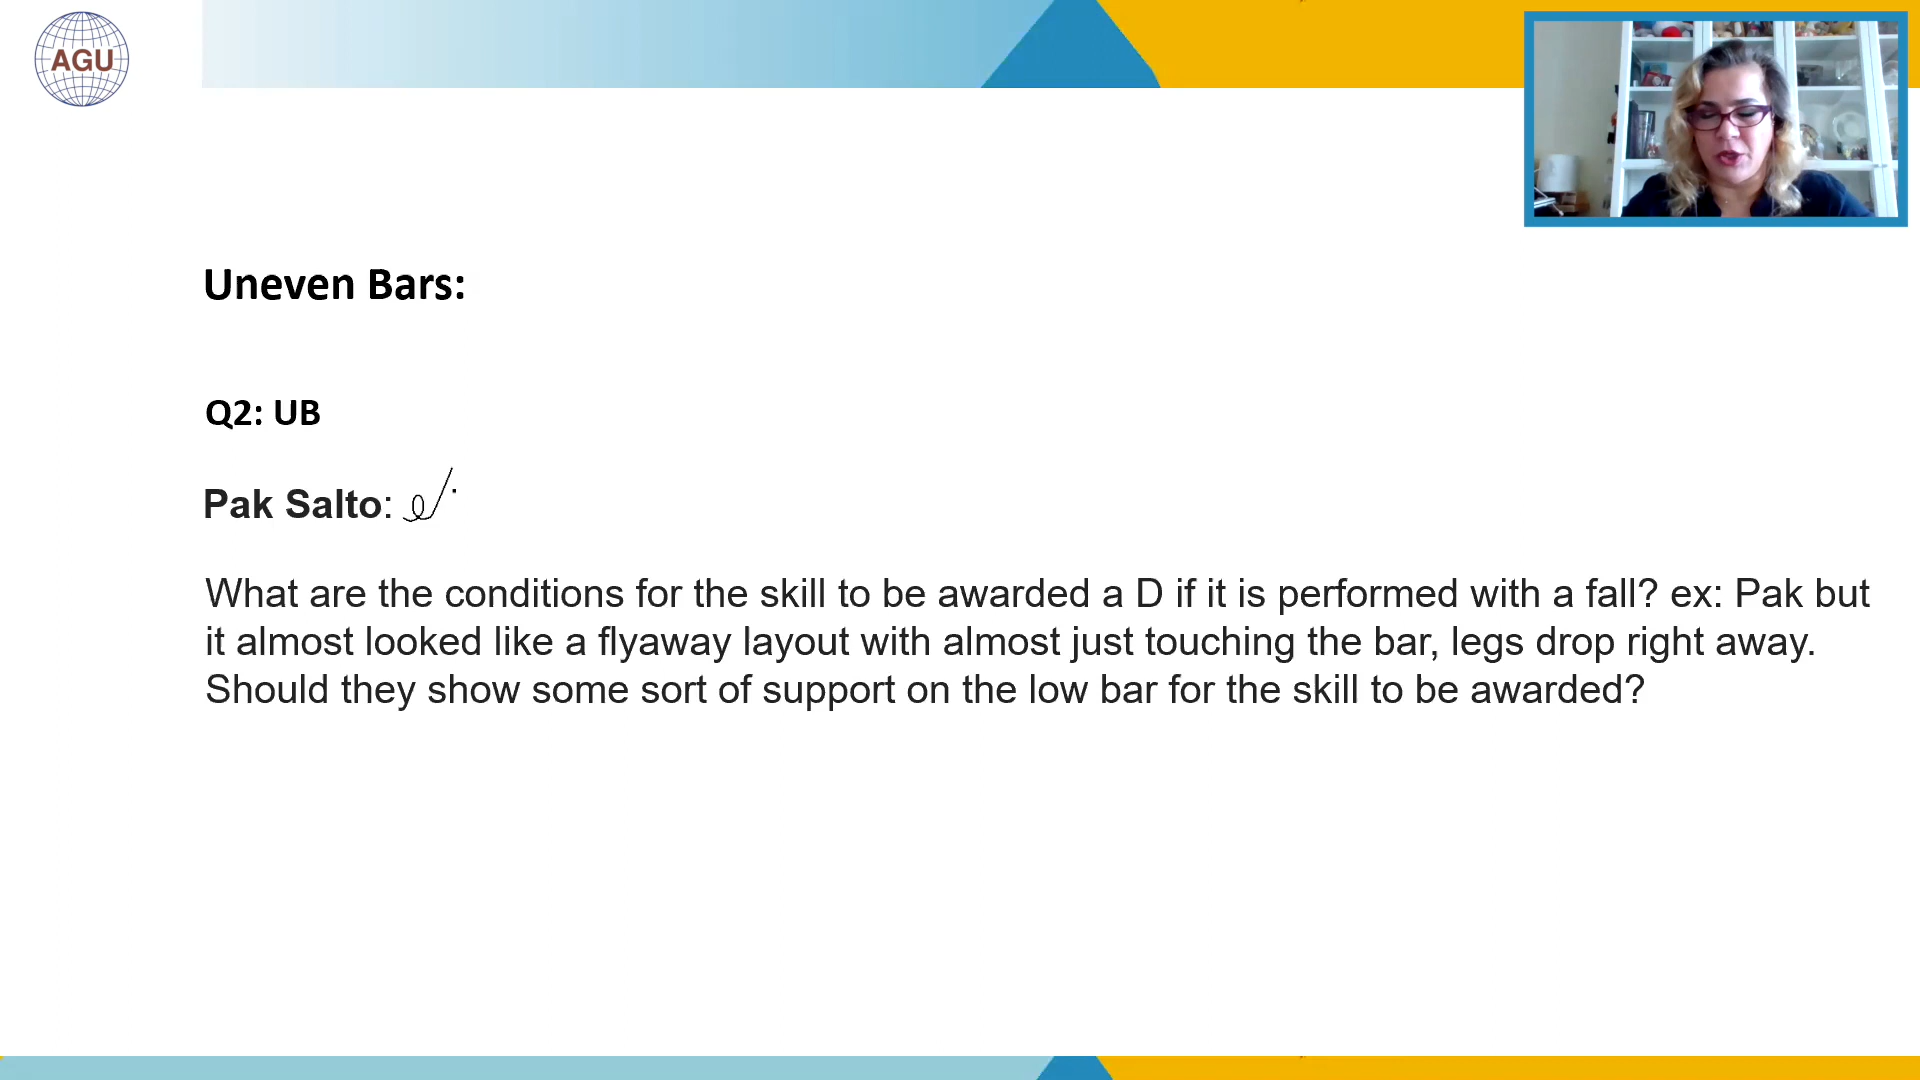 AGU
Uneven Bars:
Q2: UB
Pak Salto:
What are the conditions for the skill to be awarded a D if it is performed with a fall? ex: Pak but
it almost looked like a flyaway layout with almost just touching the bar, legs drop right away.
Should they show some sort of support on the low bar for the skill to be awarded?